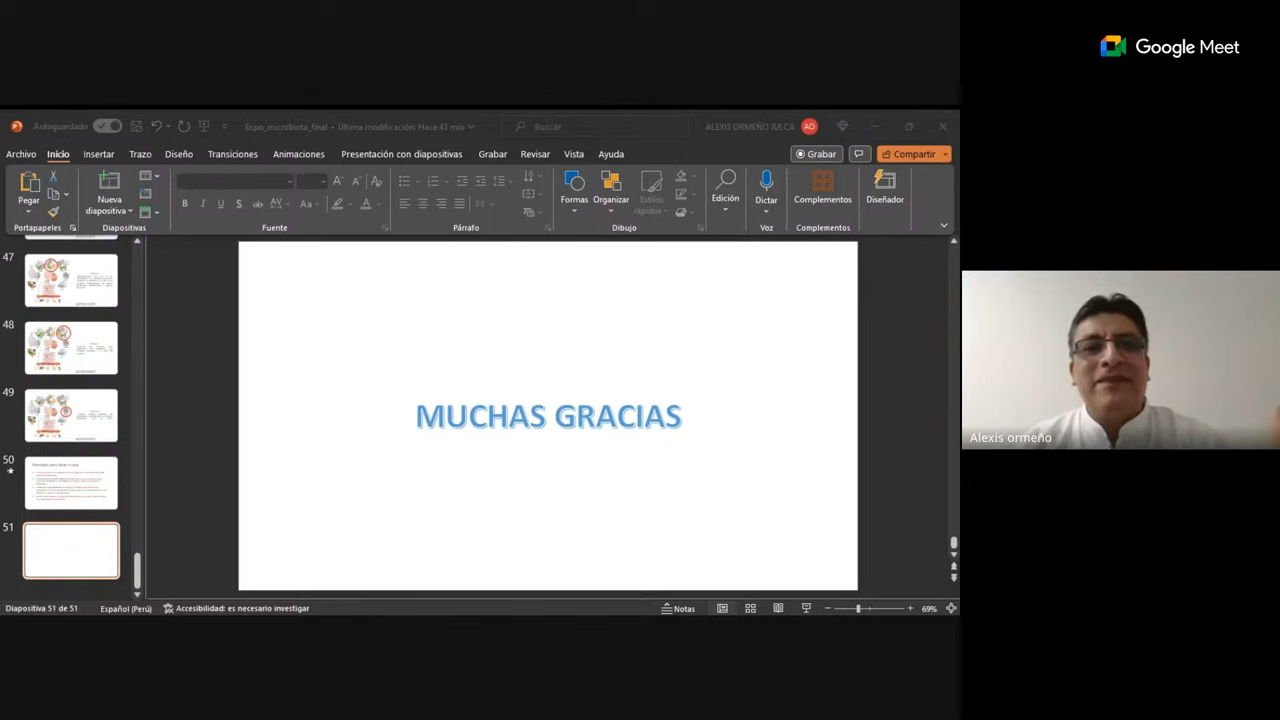 Google Meet
Autoguardado
Expo_microbiota_final • Última modificación: Hace 43 min
Buscar
ALEXIS ORMEÑO JULCA
AO
Archivo
Inicio
Insertar
Trazo
Diseño
Transiciones
Animaciones
Presentación con diapositivas
Grabar
Revisar
Vista
Ayuda
Grabar
Compartir
Pegar
Nueva
diapositiva
N K S S ab AV Aa A
Formas
Organizar
Estilos
rápidos
Edición
Dictar
Complementos
Diseñador
Portapapeles
Diapositivas
Fuente
Párrafo
Dibujo
Voz
Complementos
47
48
49
50
51
MUCHAS GRACIAS
Alexis ormeño
Diapositiva 51 de 51
Español (Perú)
Accesibilidad: es necesario investigar
Notas
69%